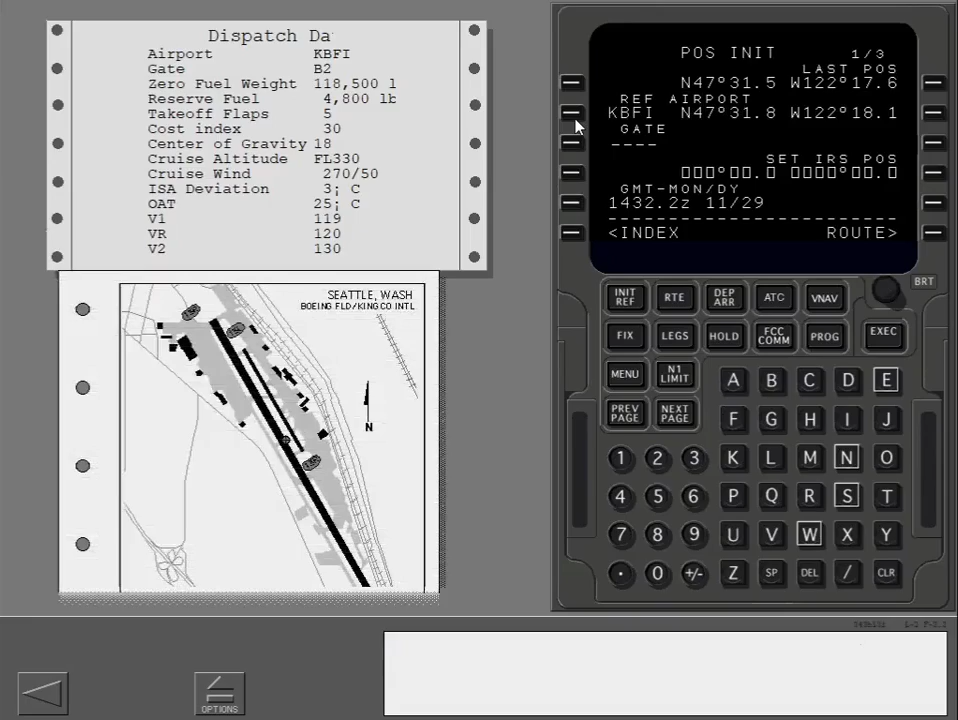 Dispatch Da
Airport KBFI
Gate B2
Zero Fuel Weight 118,500 l
Reserve Fuel 4,800 lb
Takeoff Flaps 5
Cost index 30
Center of Gravity 18
Cruise Altitude FL330
Cruise Wind 270/50
ISA Deviation 3; C
OAT 25; C
V1 119
VR 120
V2 130
SEATTLE, WASH
BOEING FLD/KING CO INTL
N
OPTIONS
POS INIT 1/3
LAST POS
N47°31.5 W122°17.6
REF AIRPORT
KBFI N47°31.8 W122°18.1
GATE
----
SET IRS POS
▯▯▯°▯▯.▯ ▯▯▯▯°▯▯.▯
GMT-MON/DY
1432.2z 11/29
--------------------------------
<INDEX ROUTE>
BRT
INIT REF RTE DEP ARR ATC VNAV
FIX LEGS HOLD FCC COMM PROG EXEC
MENU N1 LIMIT
PREV PAGE NEXT PAGE
A B C D E
F G H I J
1 2 3 K L M N O
4 5 6 P Q R S T
7 8 9 U V W X Y
. 0 +/- Z SP DEL / CLR